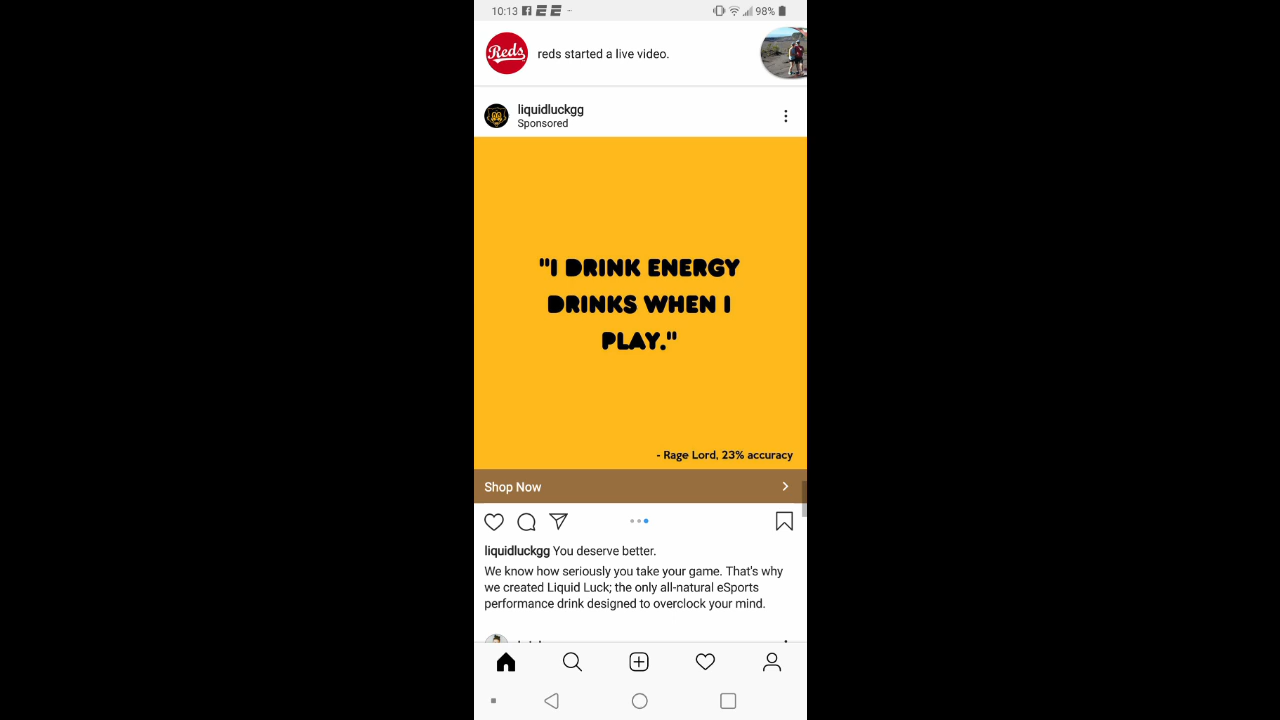 10:13
98%
Reds
reds started a live video.
liquidluckgg
Sponsored
"I DRINK ENERGY
DRINKS WHEN I
PLAY."
- Rage Lord, 23% accuracy
Shop Now
liquidluckgg You deserve better.
We know how seriously you take your game. That's why
we created Liquid Luck; the only all-natural eSports
performance drink designed to overclock your mind.